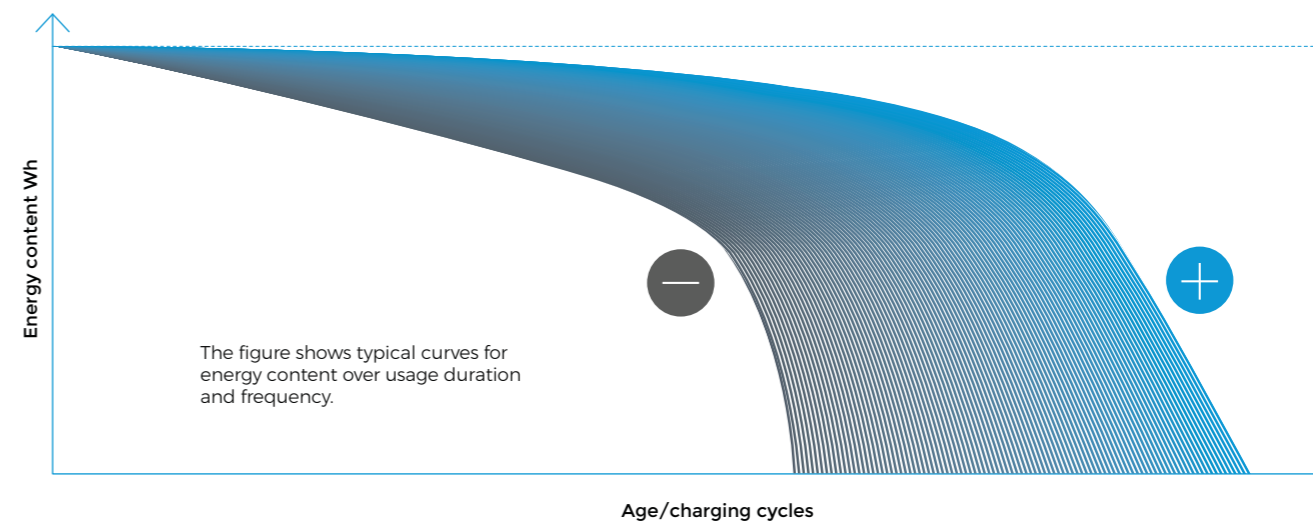 Energy content Wh
The figure shows typical curves for
energy content over usage duration
and frequency.
Age/charging cycles